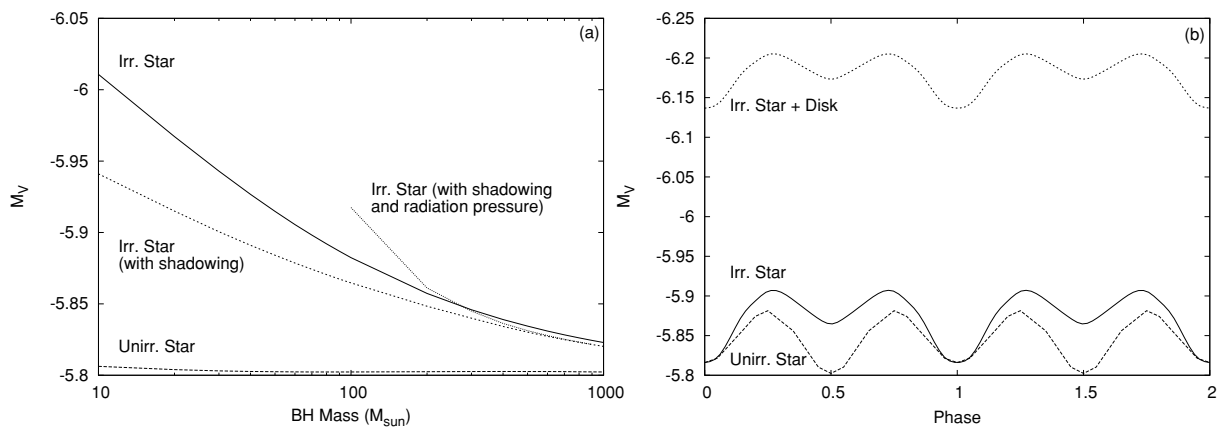 (a)
-6.05
-6
-5.95
-5.9
-5.85
-5.8
M_V
Irr. Star
Irr. Star (with shadowing
and radiation pressure)
Irr. Star
(with shadowing)
Unirr. Star
10
100
1000
BH Mass (M_sun)
(b)
-6.25
-6.2
-6.15
-6.1
-6.05
-6
-5.95
-5.9
-5.85
-5.8
M_V
Irr. Star + Disk
Irr. Star
Unirr. Star
0
0.5
1
1.5
2
Phase